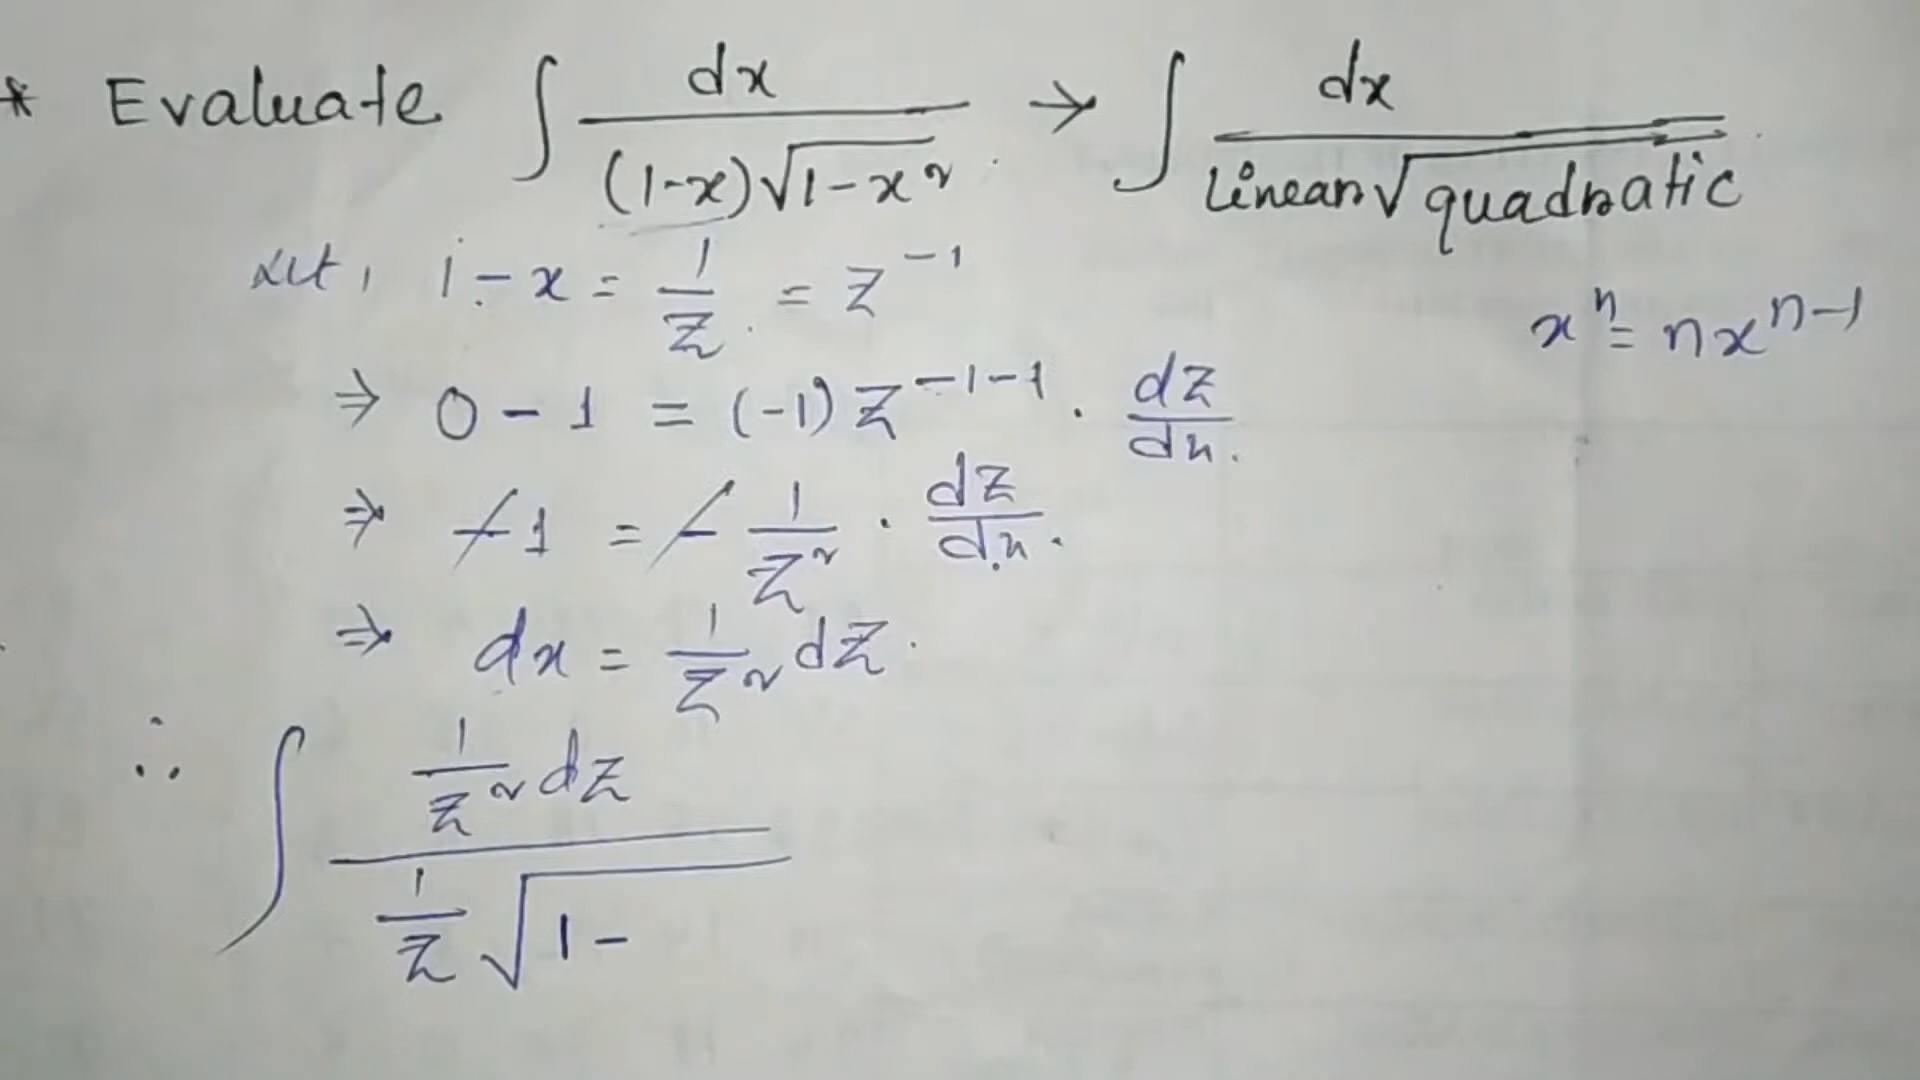 * Evaluate ∫ dx / (1-x)√1-x² . → ∫ dx / Linear √quadratic
Let, 1-x = 1/z . = z⁻¹
xⁿ = nxⁿ⁻¹
⇒ 0-1 = (-1) z⁻¹⁻¹ . dz/dx .
⇒ -1 = - 1/z² . dz/dx .
⇒ dx = 1/z² dz .
∴ ∫ 1/z² dz / 1/z √1-